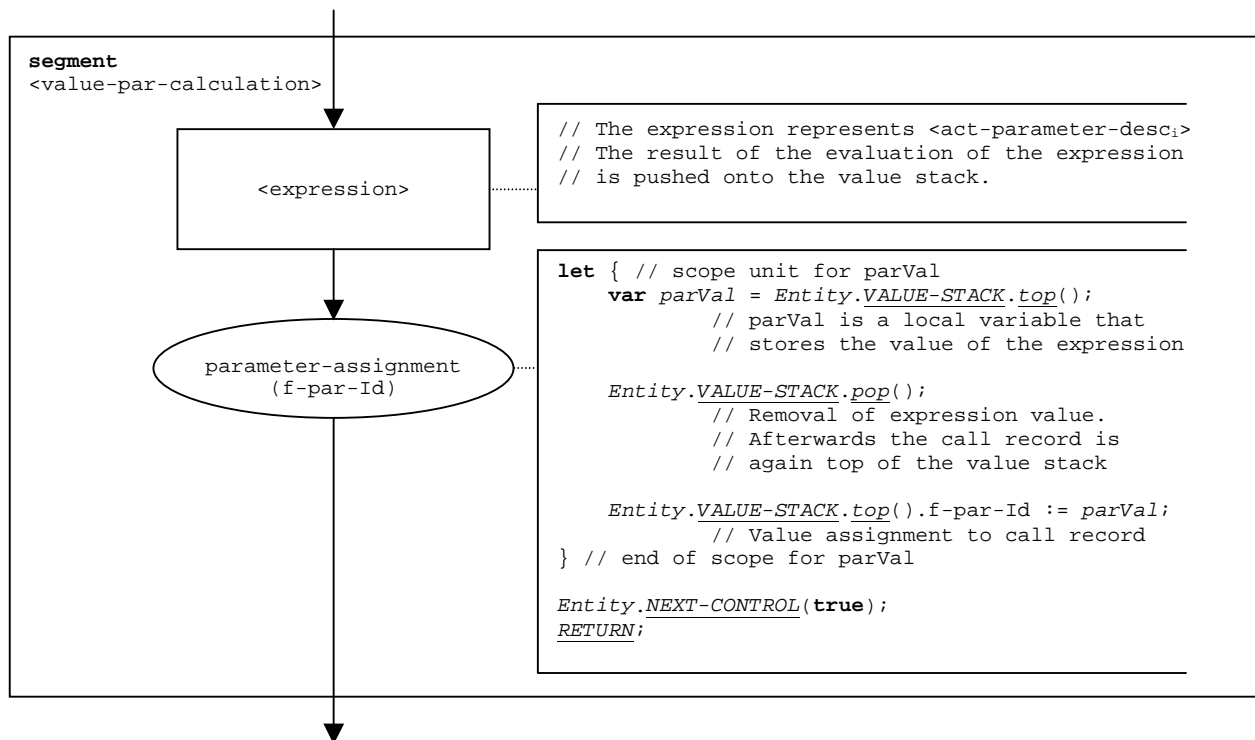 segment
<value-par-calculation>
// The expression represents <act-parameter-descᵢ>
// The result of the evaluation of the expression
// is pushed onto the value stack.
<expression>
let { // scope unit for parVal
var parVal = Entity.VALUE-STACK.top();
// parVal is a local variable that
// stores the value of the expression
parameter-assignment
(f-par-Id)
Entity.VALUE-STACK.pop();
// Removal of expression value.
// Afterwards the call record is
// again top of the value stack
Entity.VALUE-STACK.top().f-par-Id := parVal;
// Value assignment to call record
} // end of scope for parVal
Entity.NEXT-CONTROL(true);
RETURN;